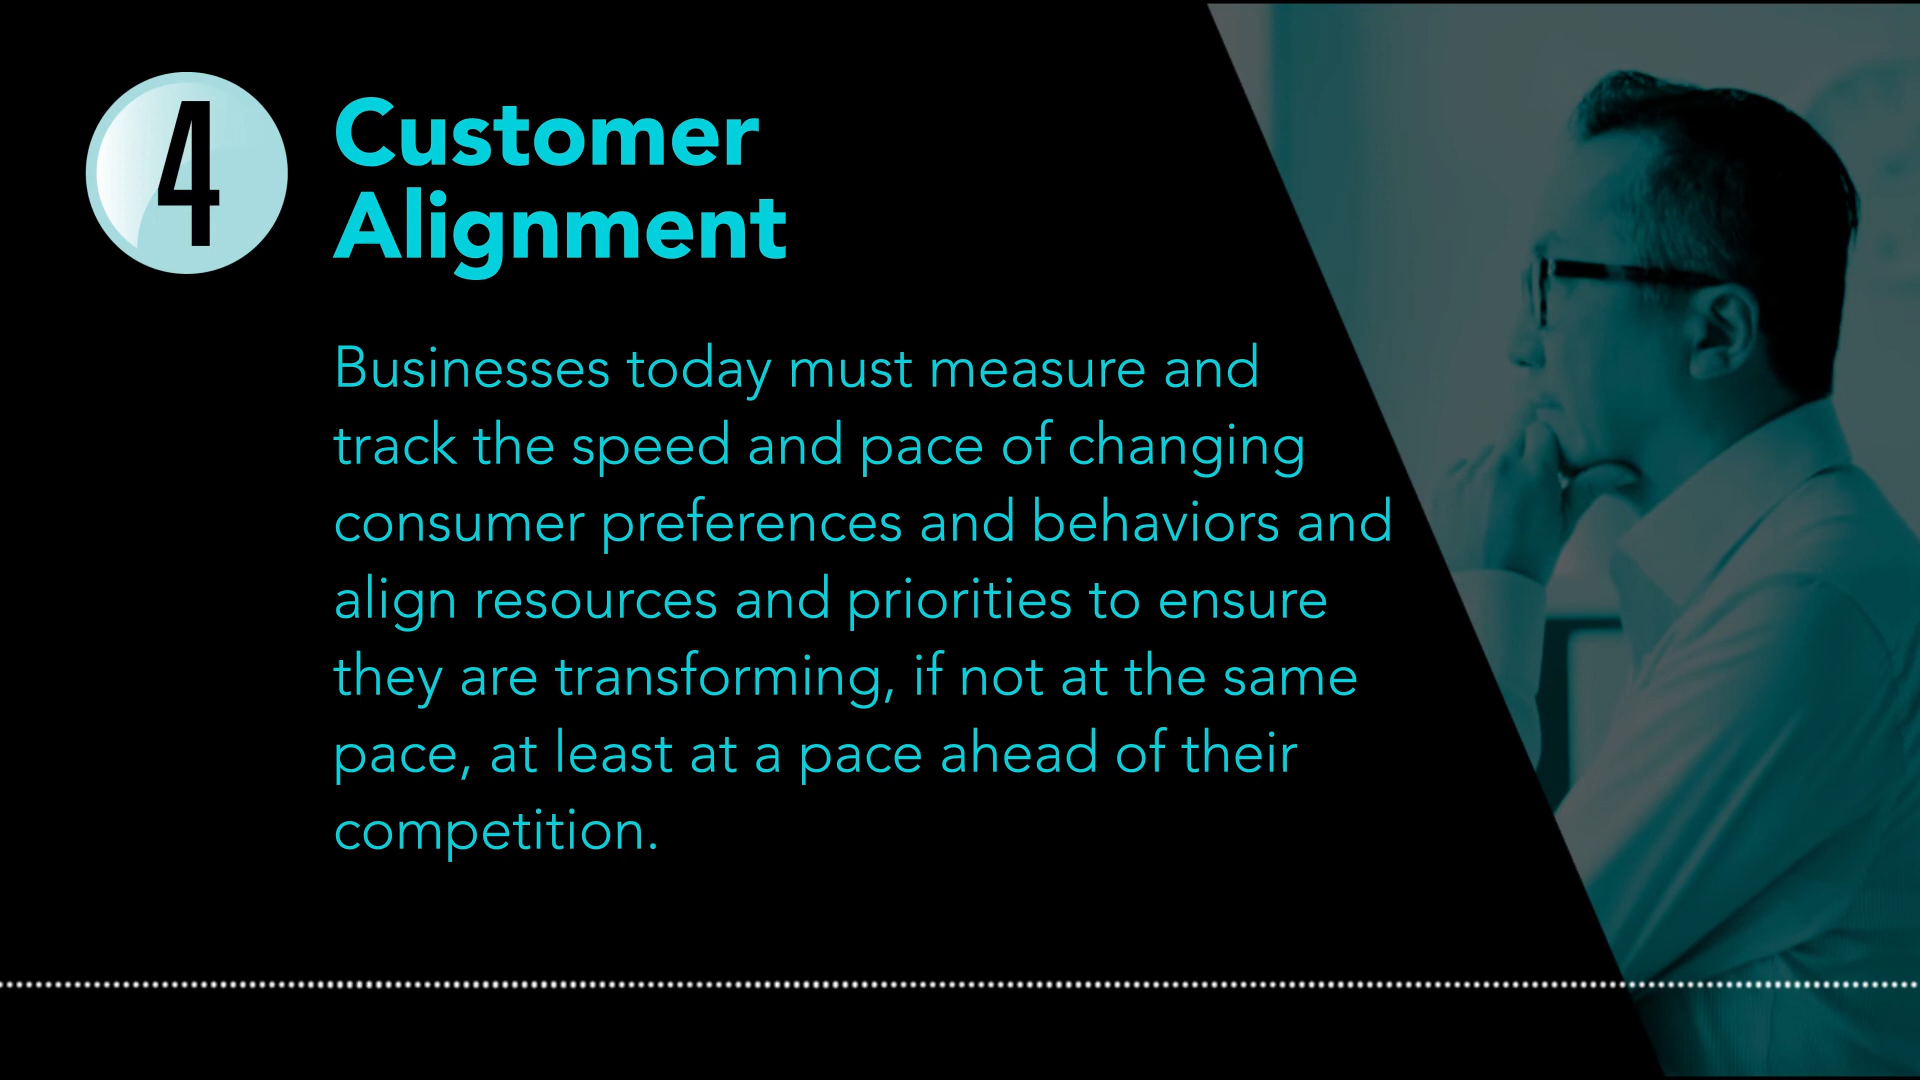 4
Customer
Alignment
Businesses today must measure and
track the speed and pace of changing
consumer preferences and behaviors and
align resources and priorities to ensure
they are transforming, if not at the same
pace, at least at a pace ahead of their
competition.